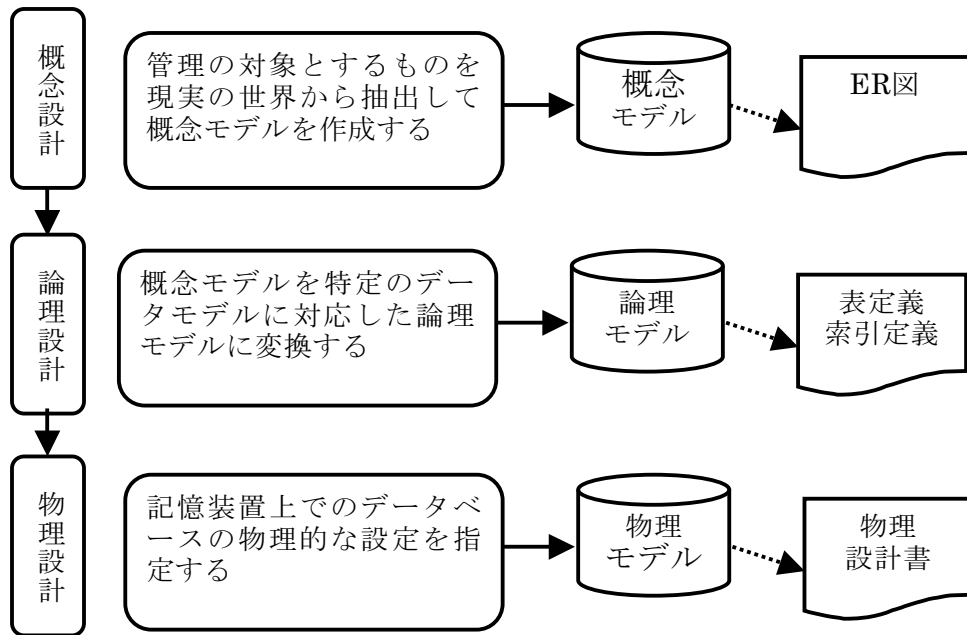 概念設計
管理の対象とするものを
現実の世界から抽出して
概念モデルを作成する
概念
モデル
ER図
論理設計
概念モデルを特定のデー
タモデルに対応した論理
モデルに変換する
論理
モデル
表定義
索引定義
物理設計
記憶装置上でのデータベ
ースの物理的な設定を指
定する
物理
モデル
物理
設計書